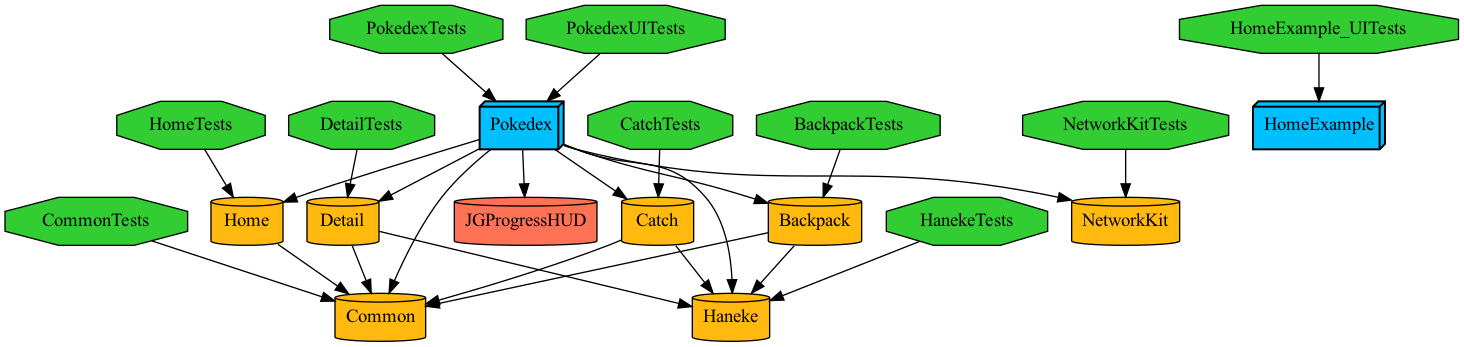 PokedexTests
PokedexUITests
HomeExample_UITests
HomeTests
DetailTests
Pokedex
CatchTests
BackpackTests
NetworkKitTests
HomeExample
CommonTests
Home
Detail
JGProgressHUD
Catch
Backpack
HanekeTests
NetworkKit
Common
Haneke